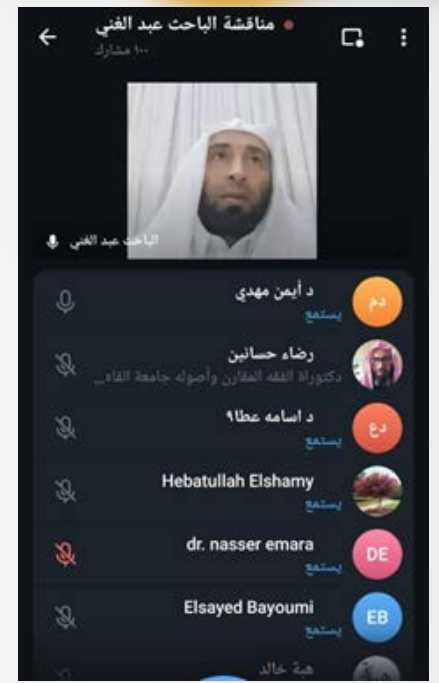 مناقشة الباحث عبد الغني
١٠٠ مشارك
الباحث عبد الغني
د أيمن مهدي
يستمع
دم
رضاء حسانين
دكتوراة الفقه المقارن وأصوله جامعة القاه...
د اسامه عطا٩
يستمع
دع
Hebatullah Elshamy
يستمع
dr. nasser emara
يستمع
DE
Elsayed Bayoumi
يستمع
EB
هبة خالد
هبة